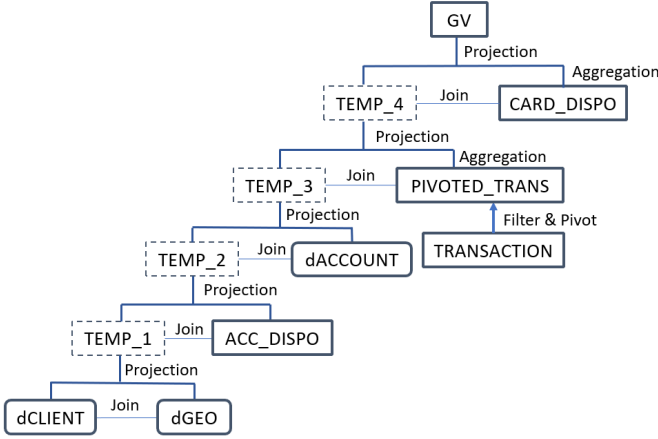 GV
Projection
Aggregation
TEMP_4
Join
CARD_DISPO
Projection
Aggregation
TEMP_3
Join
PIVOTED_TRANS
Projection
Filter & Pivot
TEMP_2
Join
dACCOUNT
TRANSACTION
Projection
TEMP_1
Join
ACC_DISPO
Projection
dCLIENT
Join
dGEO